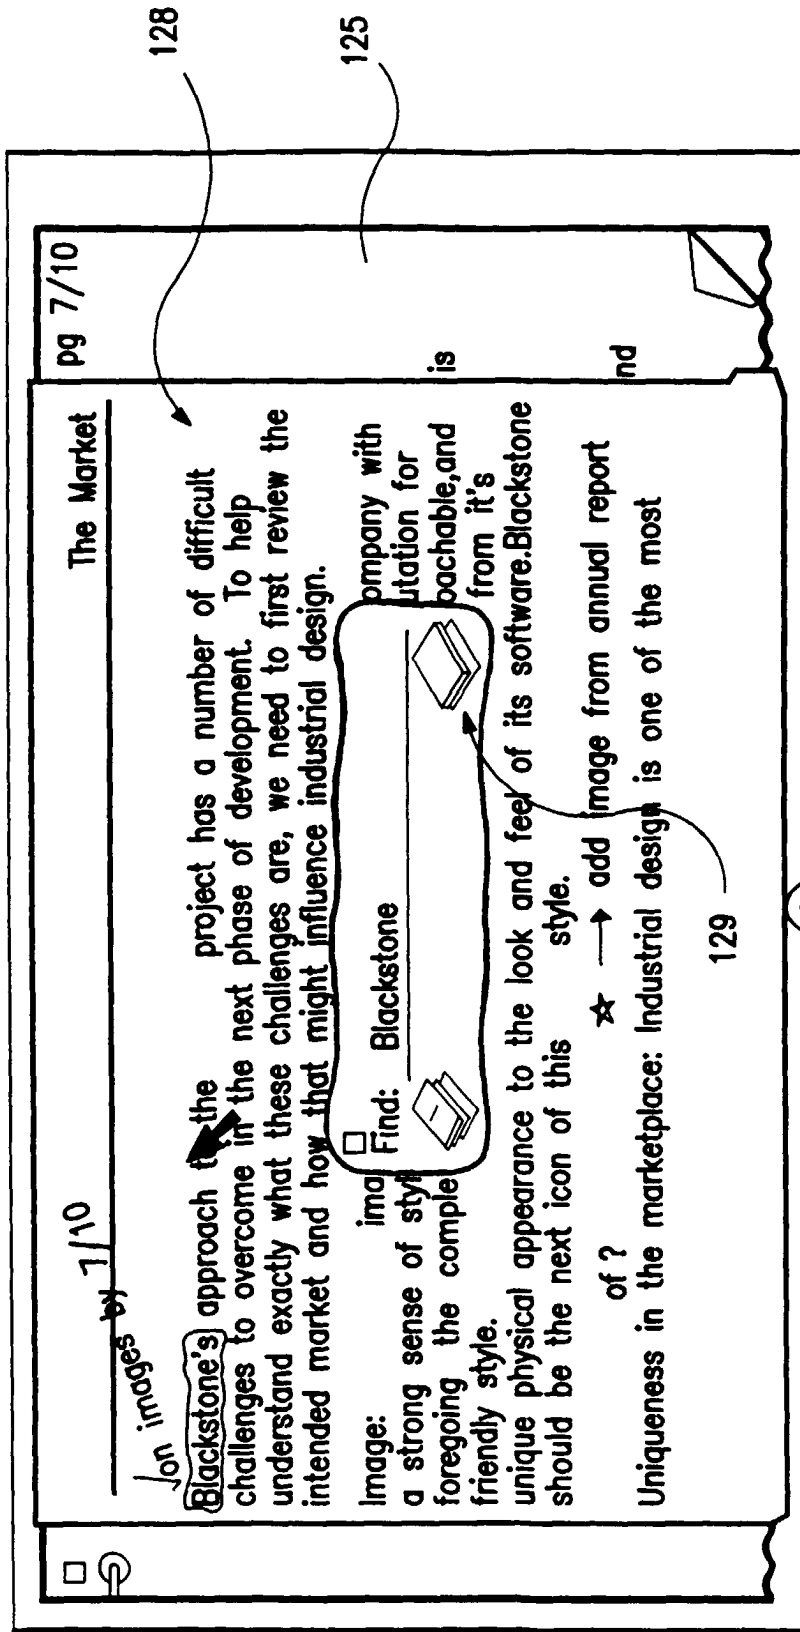 128
125
pg 7/10
The Market
Jon images by 7/10
Blackstone's approach to the project has a number of difficult
challenges to overcome in the next phase of development. To help
understand exactly what these challenges are, we need to first review the
intended market and how that might influence industrial design.
Image: ima ompany with
a strong sense of styl utation for
foregoing the comple oachable,and is
friendly style. from it's
Find: Blackstone
unique physical appearance to the look and feel of its software.Blackstone
should be the next icon of this style.
of ? add image from annual report nd
Uniqueness in the marketplace: Industrial design is one of the most
129